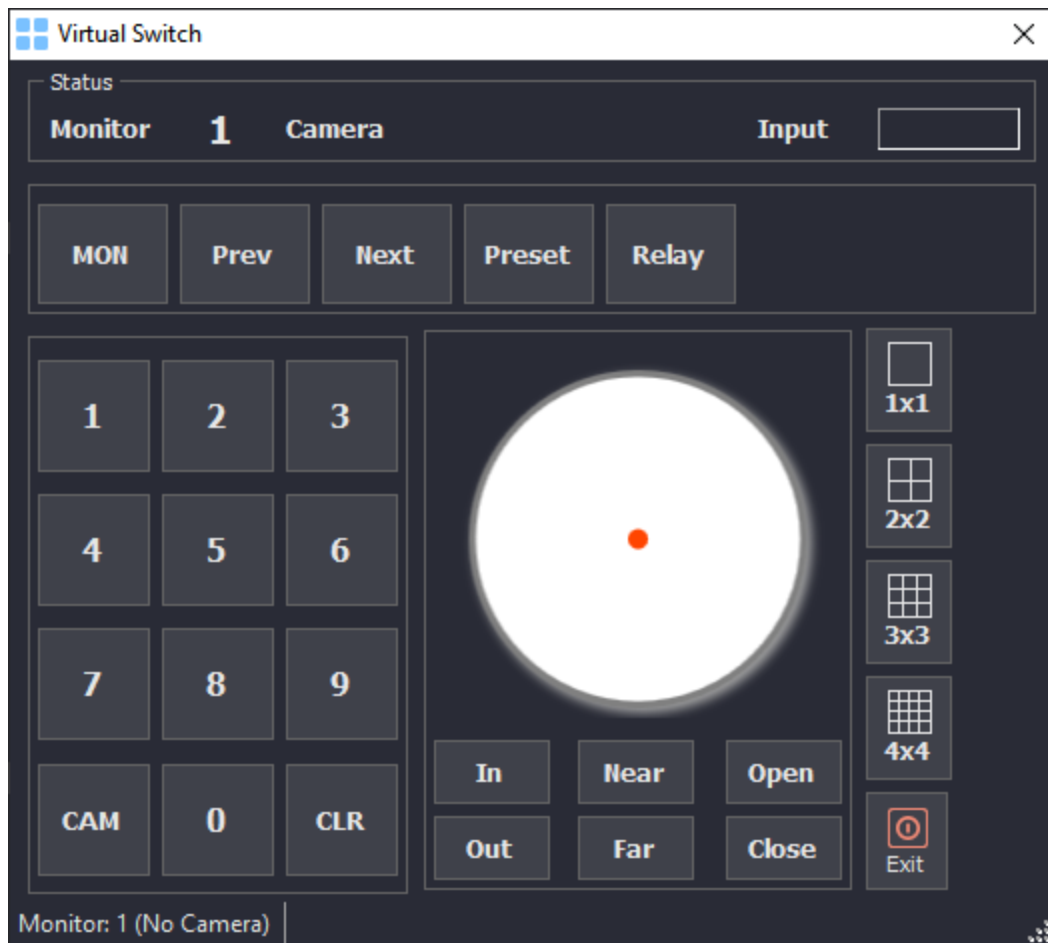 Virtual Switch
Status
Monitor 1 Camera Input
MON Prev Next Preset Relay
1 2 3
4 5 6
7 8 9
CAM 0 CLR
In Near Open
Out Far Close
1x1
2x2
3x3
4x4
Exit
Monitor: 1 (No Camera)